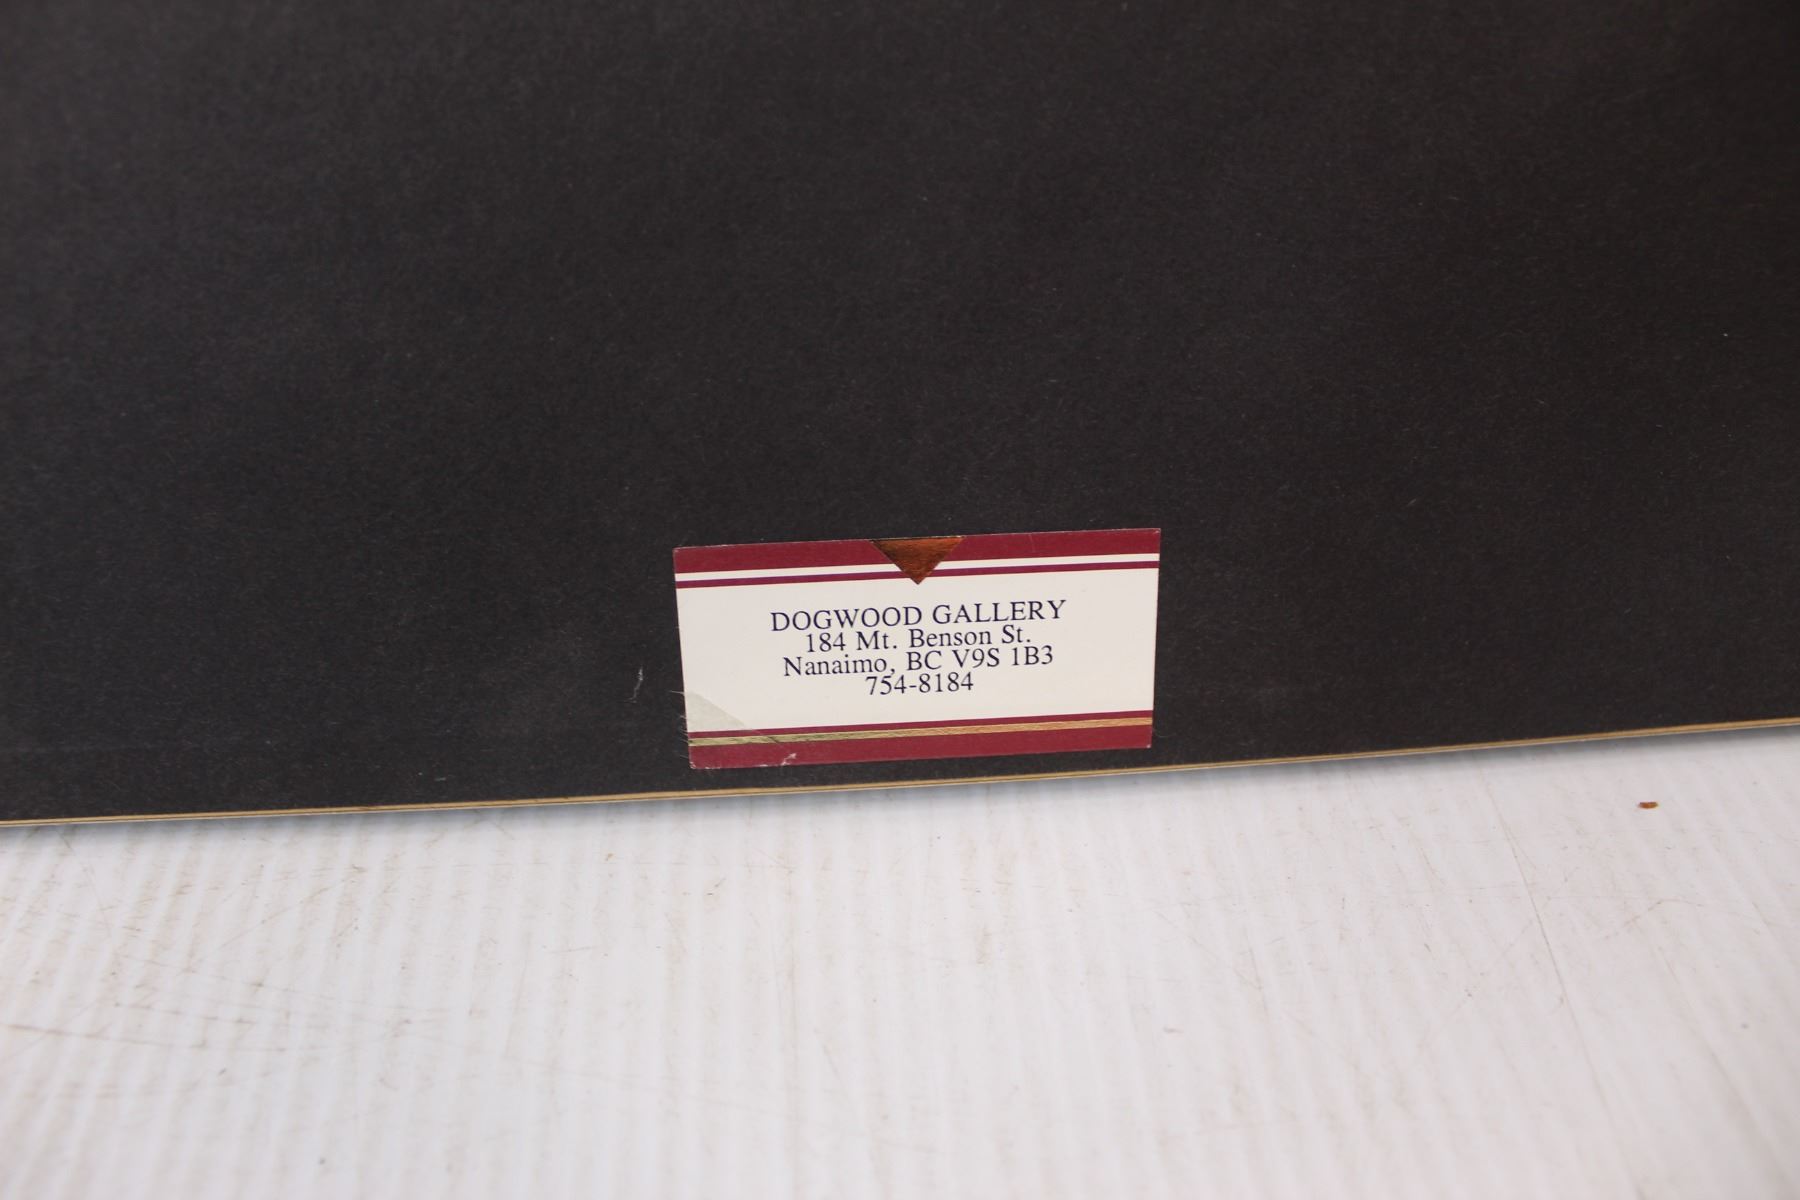 DOGWOOD GALLERY
184 Mt. Benson St.
Nanaimo, BC V9S 1B3
754-8184